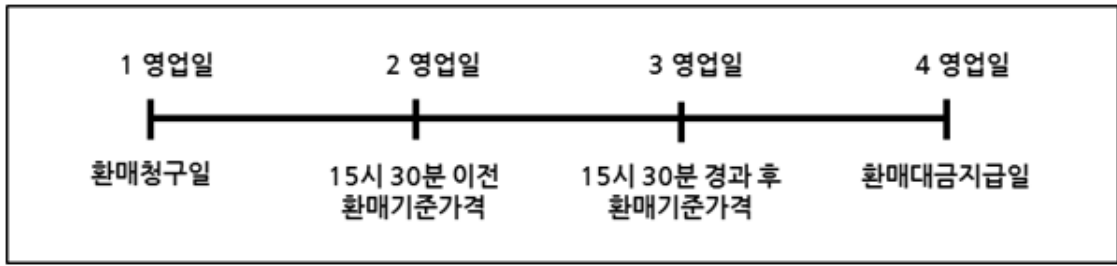 1 영업일
2 영업일
3 영업일
4 영업일
환매청구일
15시 30분 이전
환매기준가격
15시 30분 경과 후
환매기준가격
환매대금지급일